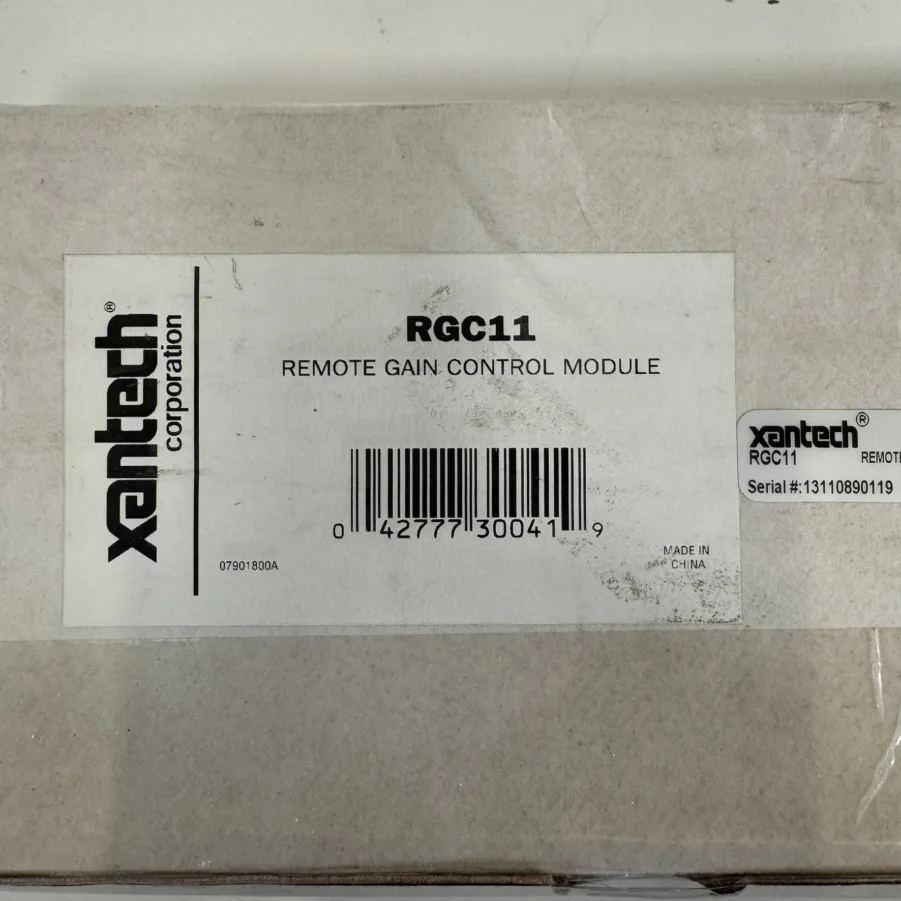 xantech®
corporation
RGC11
REMOTE GAIN CONTROL MODULE
0 42777 30041 9
07901800A
MADE IN
CHINA
xantech®
RGC11 REMOTE
Serial #:13110890119